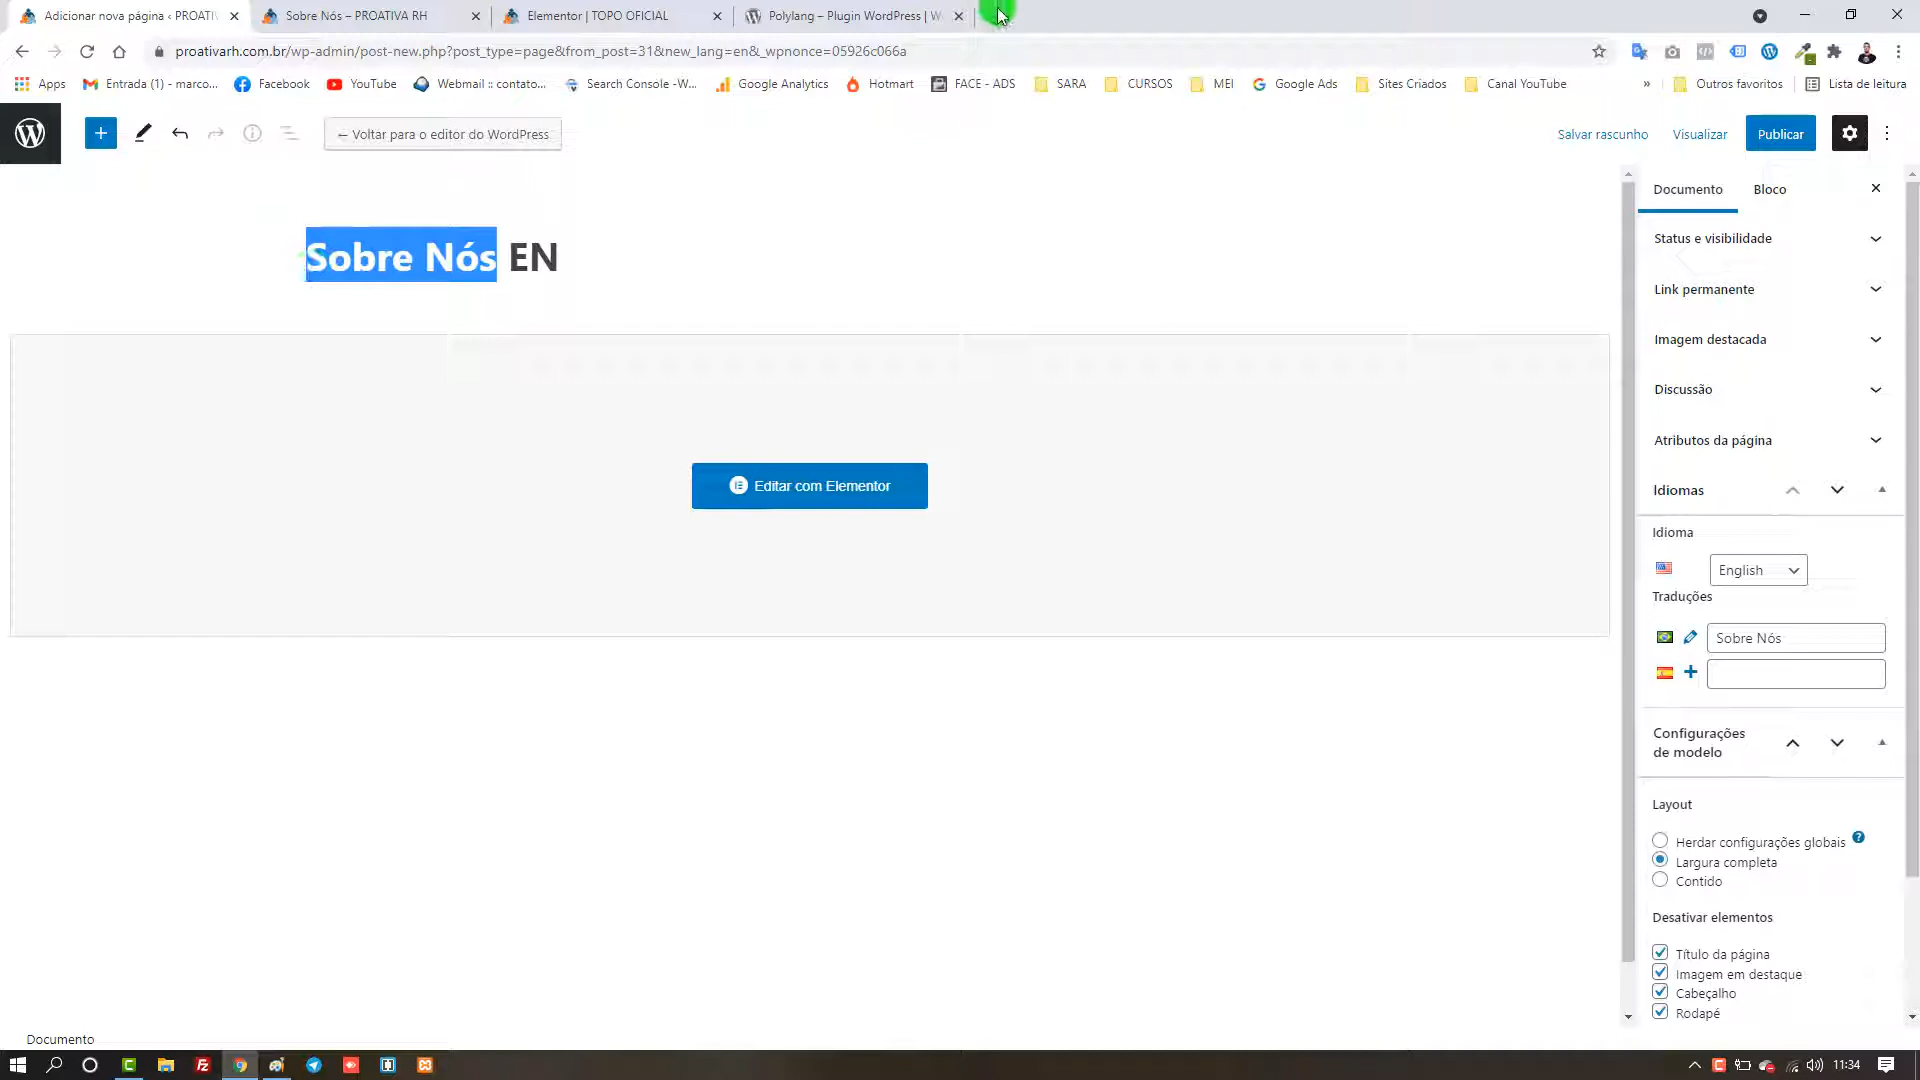 Adicionar nova página ‹ PROATIV
Sobre Nós – PROATIVA RH
Elementor | TOPO OFICIAL
Polylang – Plugin WordPress | W
proativarh.com.br/wp-admin/post-new.php?post_type=page&from_post=31&new_lang=en&_wpnonce=05926c066a
Apps
Entrada (1) - marco...
Facebook
YouTube
Webmail :: contato...
Search Console -W...
Google Analytics
Hotmart
FACE - ADS
SARA
CURSOS
MEI
Google Ads
Sites Criados
Canal YouTube
»
Outros favoritos
Lista de leitura
← Voltar para o editor do WordPress
Salvar rascunho
Visualizar
Publicar
Documento
Bloco
Sobre Nós EN
Status e visibilidade
Link permanente
Imagem destacada
Discussão
Atributos da página
Editar com Elementor
Idiomas
Idioma
English
Traduções
Sobre Nós
Configurações
de modelo
Layout
Herdar configurações globais
Largura completa
Contido
Desativar elementos
Título da página
Imagem em destaque
Cabeçalho
Rodapé
Documento
11:34